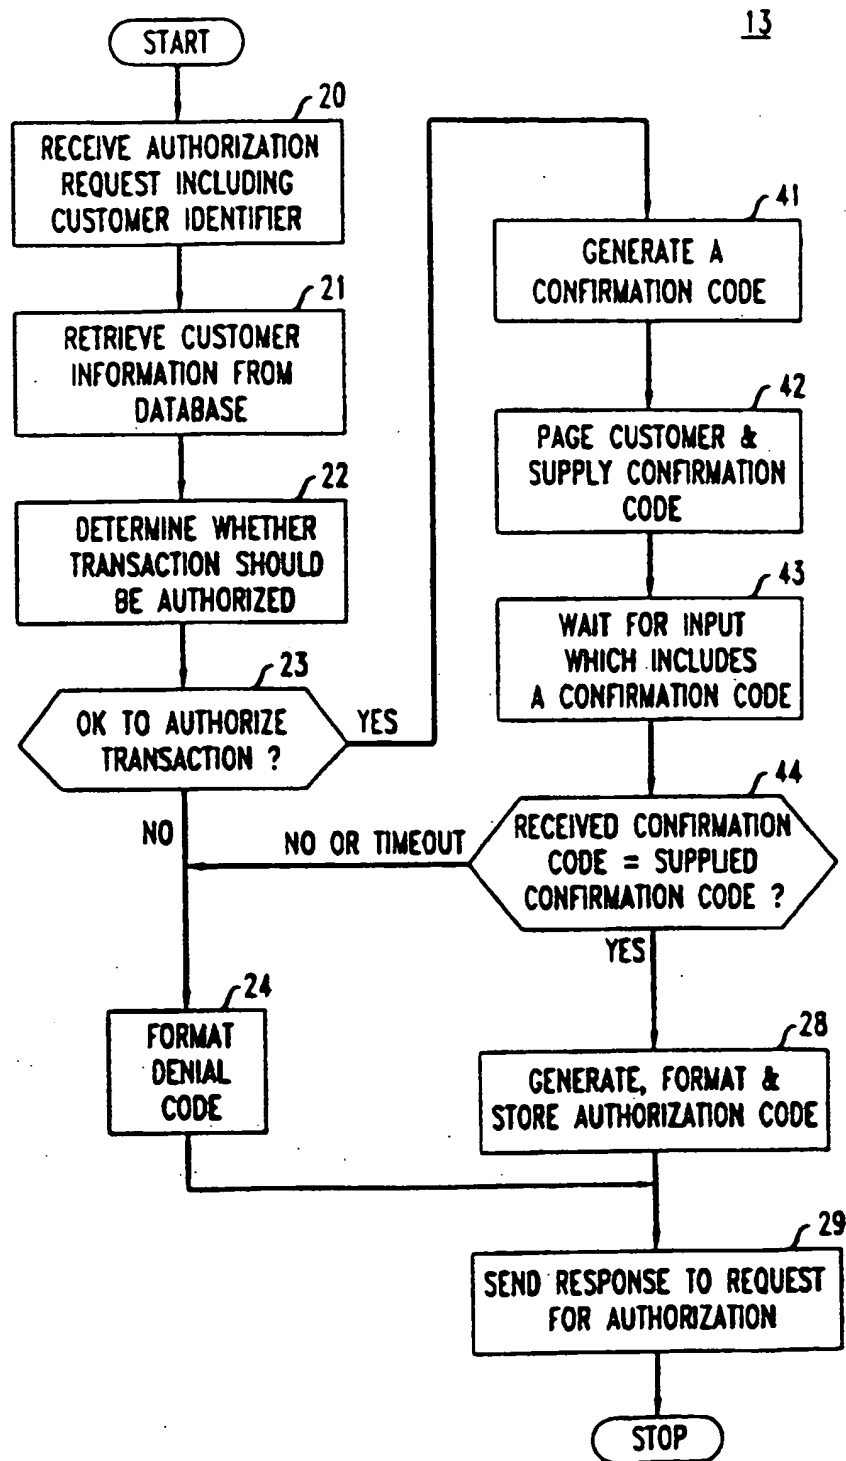 13
START
20
RECEIVE AUTHORIZATION
REQUEST INCLUDING
CUSTOMER IDENTIFIER
21
RETRIEVE CUSTOMER
INFORMATION FROM
DATABASE
22
DETERMINE WHETHER
TRANSACTION SHOULD
BE AUTHORIZED
23
OK TO AUTHORIZE
TRANSACTION ?
YES
NO
24
FORMAT
DENIAL
CODE
41
GENERATE A
CONFIRMATION CODE
42
PAGE CUSTOMER &
SUPPLY CONFIRMATION
CODE
43
WAIT FOR INPUT
WHICH INCLUDES
A CONFIRMATION CODE
44
RECEIVED CONFIRMATION
CODE = SUPPLIED
CONFIRMATION CODE ?
NO OR TIMEOUT
YES
28
GENERATE, FORMAT &
STORE AUTHORIZATION CODE
29
SEND RESPONSE TO REQUEST
FOR AUTHORIZATION
STOP